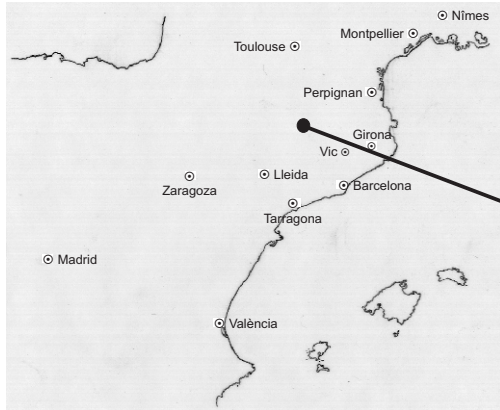 Nîmes
Montpellier
Toulouse
Perpignan
Girona
Vic
Lleida
Zaragoza
Barcelona
Tarragona
Madrid
València